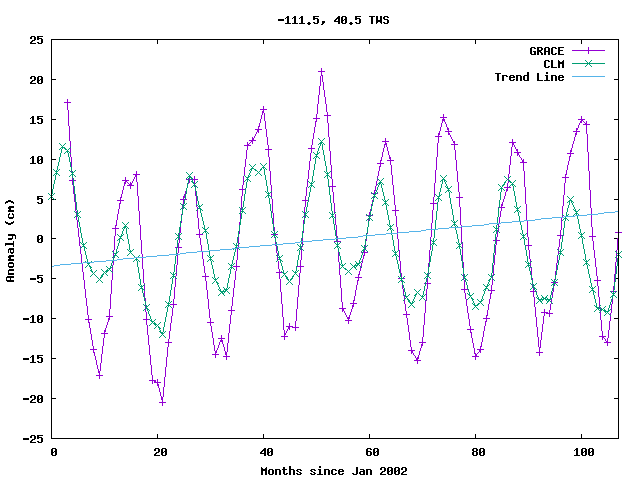 -111.5, 40.5 TWS
GRACE
CLM
Trend Line
25
20
15
10
5
0
-5
-10
-15
-20
-25
Anomaly (cm)
0 20 40 60 80 100
Months since Jan 2002